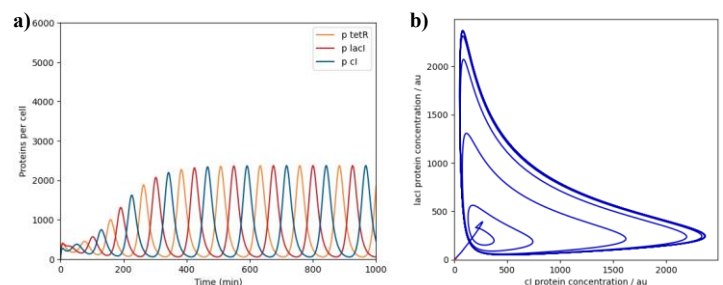 a)
Proteins per cell
6000
5000
4000
3000
2000
1000
0
0 200 400 600 800 1000
Time (min)
p tetR
p lacI
p cI
b)
lacI protein concentration / au
2000
1500
1000
500
0
0 500 1000 1500 2000
cI protein concentration / au